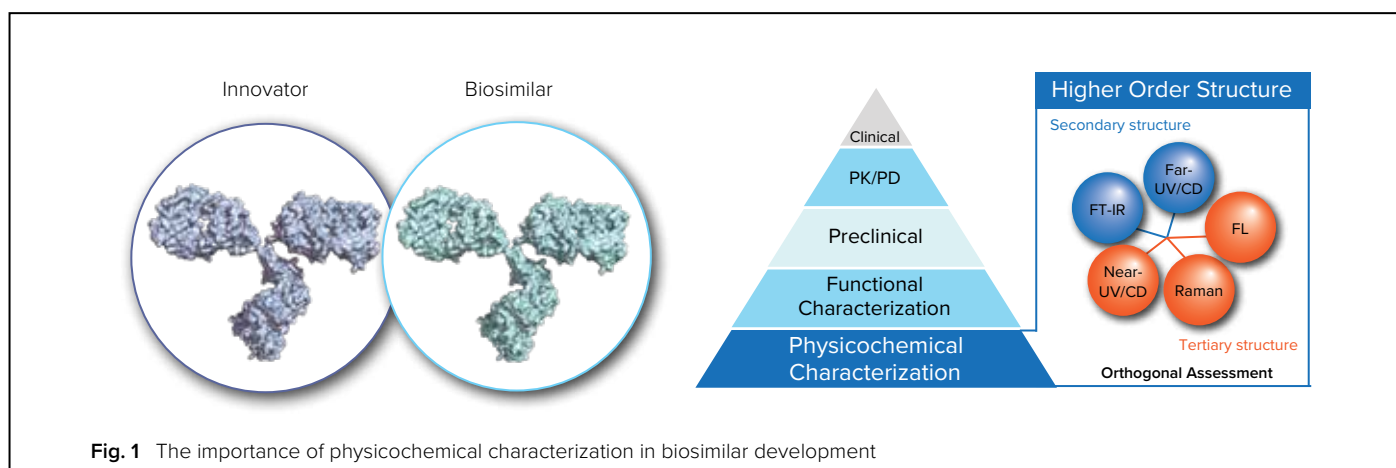 Innovator
Biosimilar
Clinical
PK/PD
Preclinical
Functional
Characterization
Physicochemical
Characterization
Higher Order Structure
Secondary structure
Far-
UV/CD
FT-IR
FL
Near-
UV/CD
Raman
Tertiary structure
Orthogonal Assessment
Fig. 1 The importance of physicochemical characterization in biosimilar development